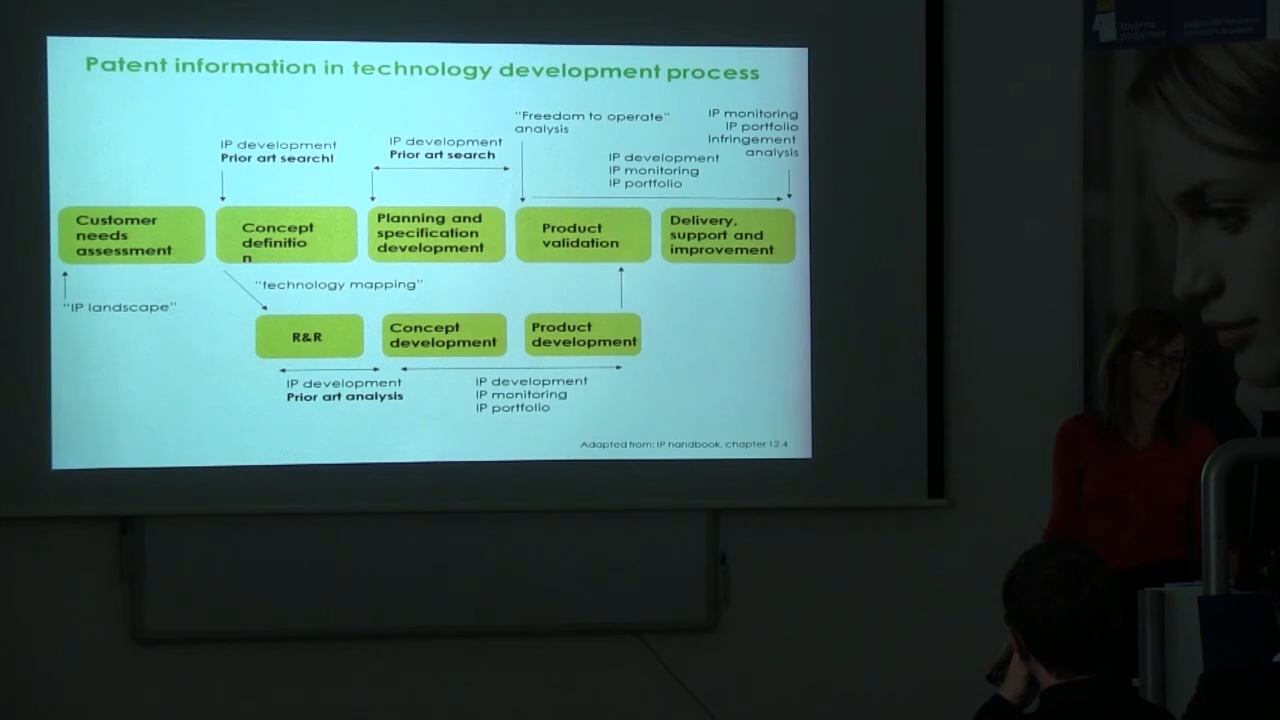 Patent information in technology development process
"Freedom to operate"
analysis
IP monitoring
IP portfolio
Infringement
analysis
IP development
Prior art search!
IP development
Prior art search
IP development
IP monitoring
IP portfolio
Customer
needs
assessment
Concept
definitio
n
Planning and
specification
development
Product
validation
Delivery,
support and
improvement
"technology mapping"
"IP landscape"
R&R
Concept
development
Product
development
IP development
Prior art analysis
IP development
IP monitoring
IP portfolio
Adapted from: IP handbook, chapter 12.4
tovarna
podjemov